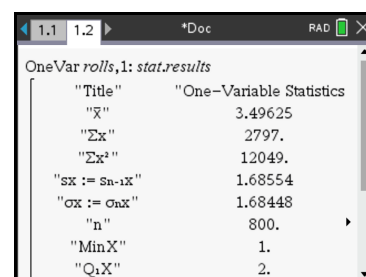 1.1 1.2 *Doc RAD
OneVar rolls,1: stat.results
"Title" "One−Variable Statistics
"x̄" 3.49625
"Σx" 2797.
"Σx²" 12049.
"sx := sₙ₋₁x" 1.68554
"σx := σₙx" 1.68448
"n" 800.
"MinX" 1.
"Q₁X" 2.